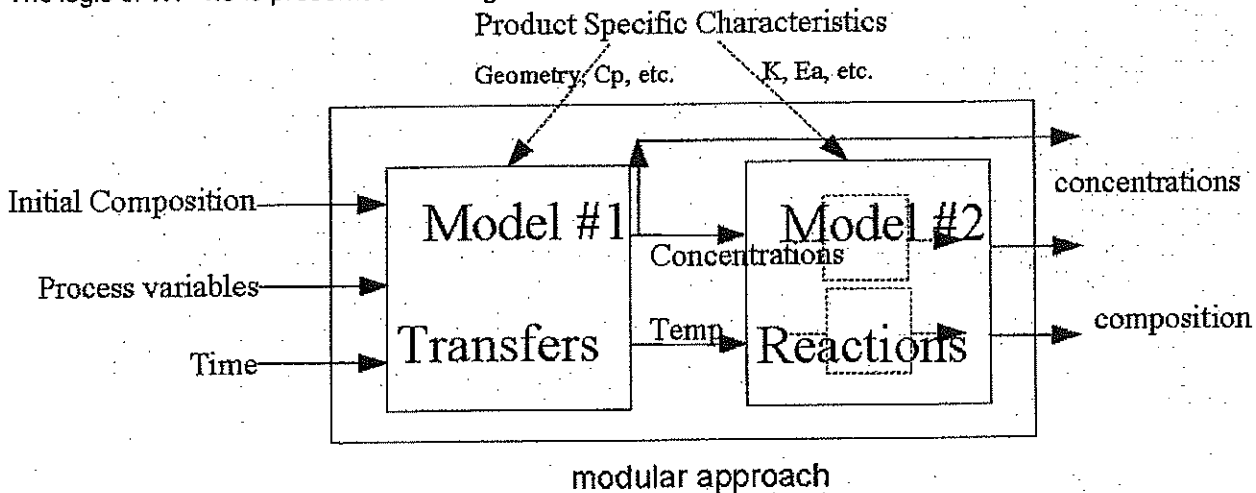 Product Specific Characteristics
Geometry, Cp, etc.
K, Ea, etc.
Initial Composition
Process variables
Time
Model #1
Transfers
Concentrations
Temp
Model #2
Reactions
concentrations
composition
modular approach